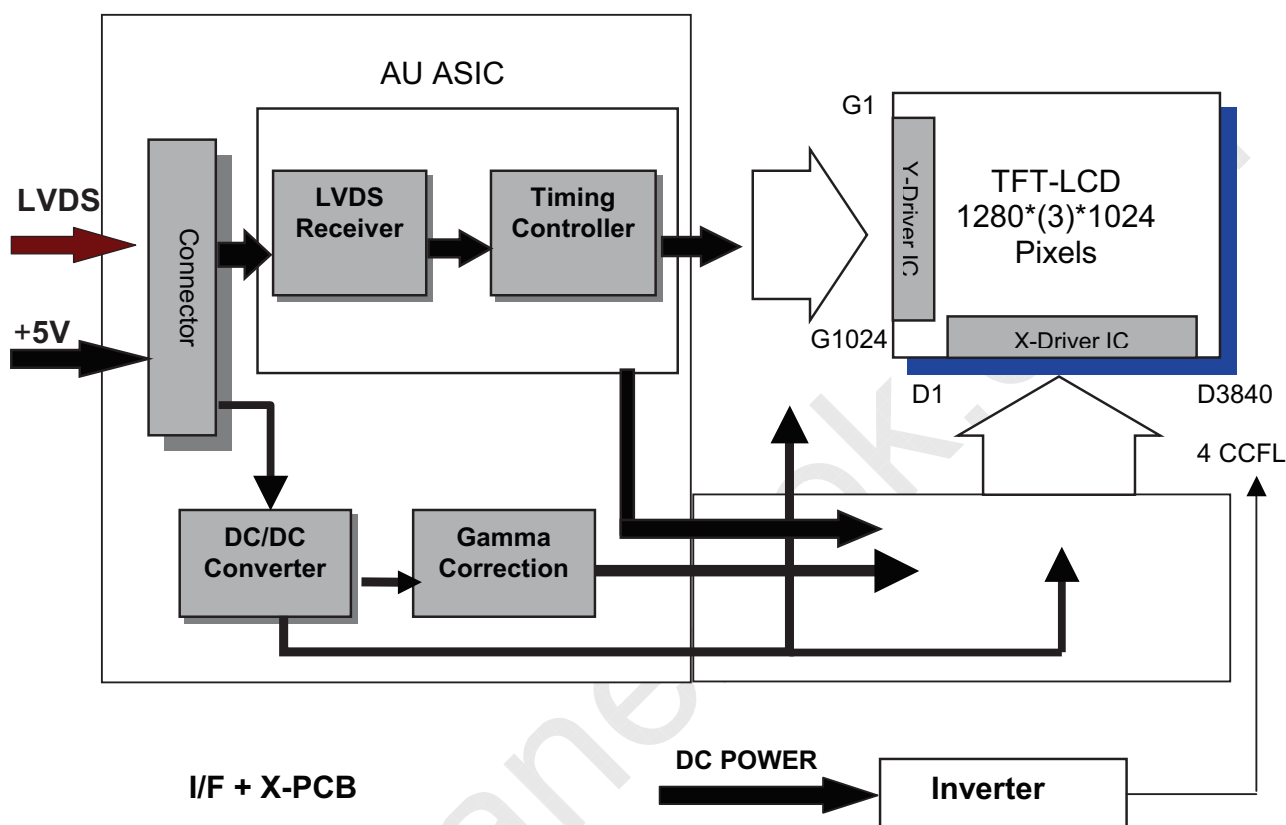 AU ASIC
LVDS
+5V
Connector
LVDS
Receiver
Timing
Controller
DC/DC
Converter
Gamma
Correction
G1
G1024
Y-Driver IC
TFT-LCD
1280*(3)*1024
Pixels
X-Driver IC
D1
D3840
4 CCFL
I/F + X-PCB
DC POWER
Inverter